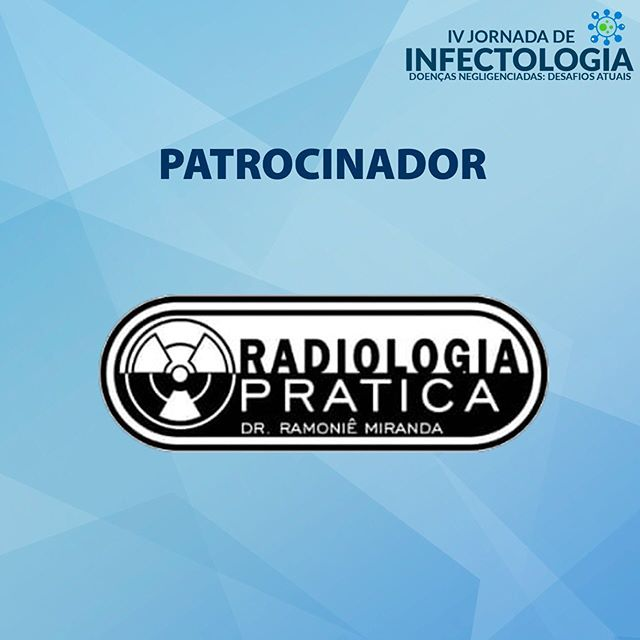 IV JORNADA DE
INFECTOLOGIA
DOENÇAS NEGLIGENCIADAS: DESAFIOS ATUAIS
PATROCINADOR
RADIOLOGIA
PRATICA
DR. RAMONIÊ MIRANDA